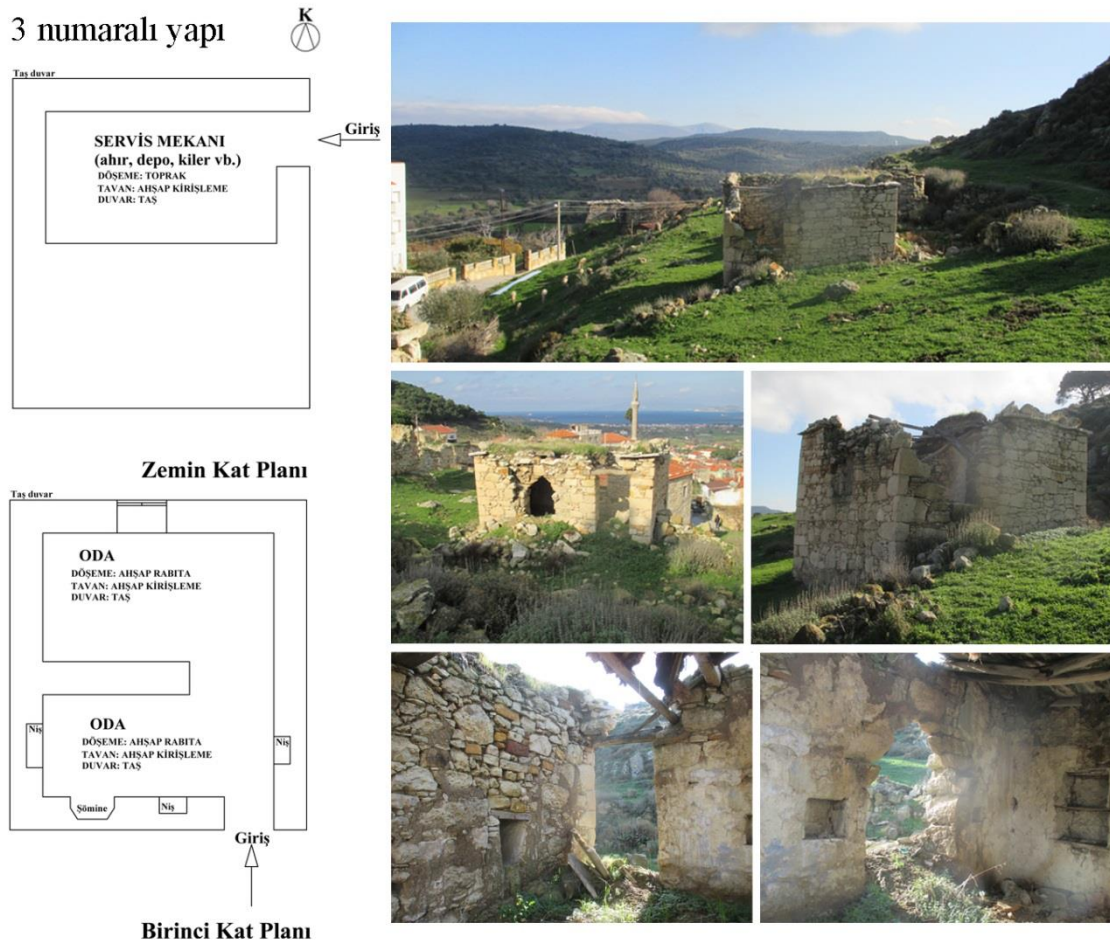 3 numaralı yapı
K
Taş duvar
SERVİS MEKANI
(ahır, depo, kiler vb.)
DÖŞEME: TOPRAK
TAVAN: AHŞAP KİRİŞLEME
DUVAR: TAŞ
Giriş
Zemin Kat Planı
Taş duvar
ODA
DÖŞEME: AHŞAP RABITA
TAVAN: AHŞAP KİRİŞLEME
DUVAR: TAŞ
Niş
ODA
DÖŞEME: AHŞAP RABITA
TAVAN: AHŞAP KİRİŞLEME
DUVAR: TAŞ
Niş
Şömine
Niş
Giriş
Birinci Kat Planı